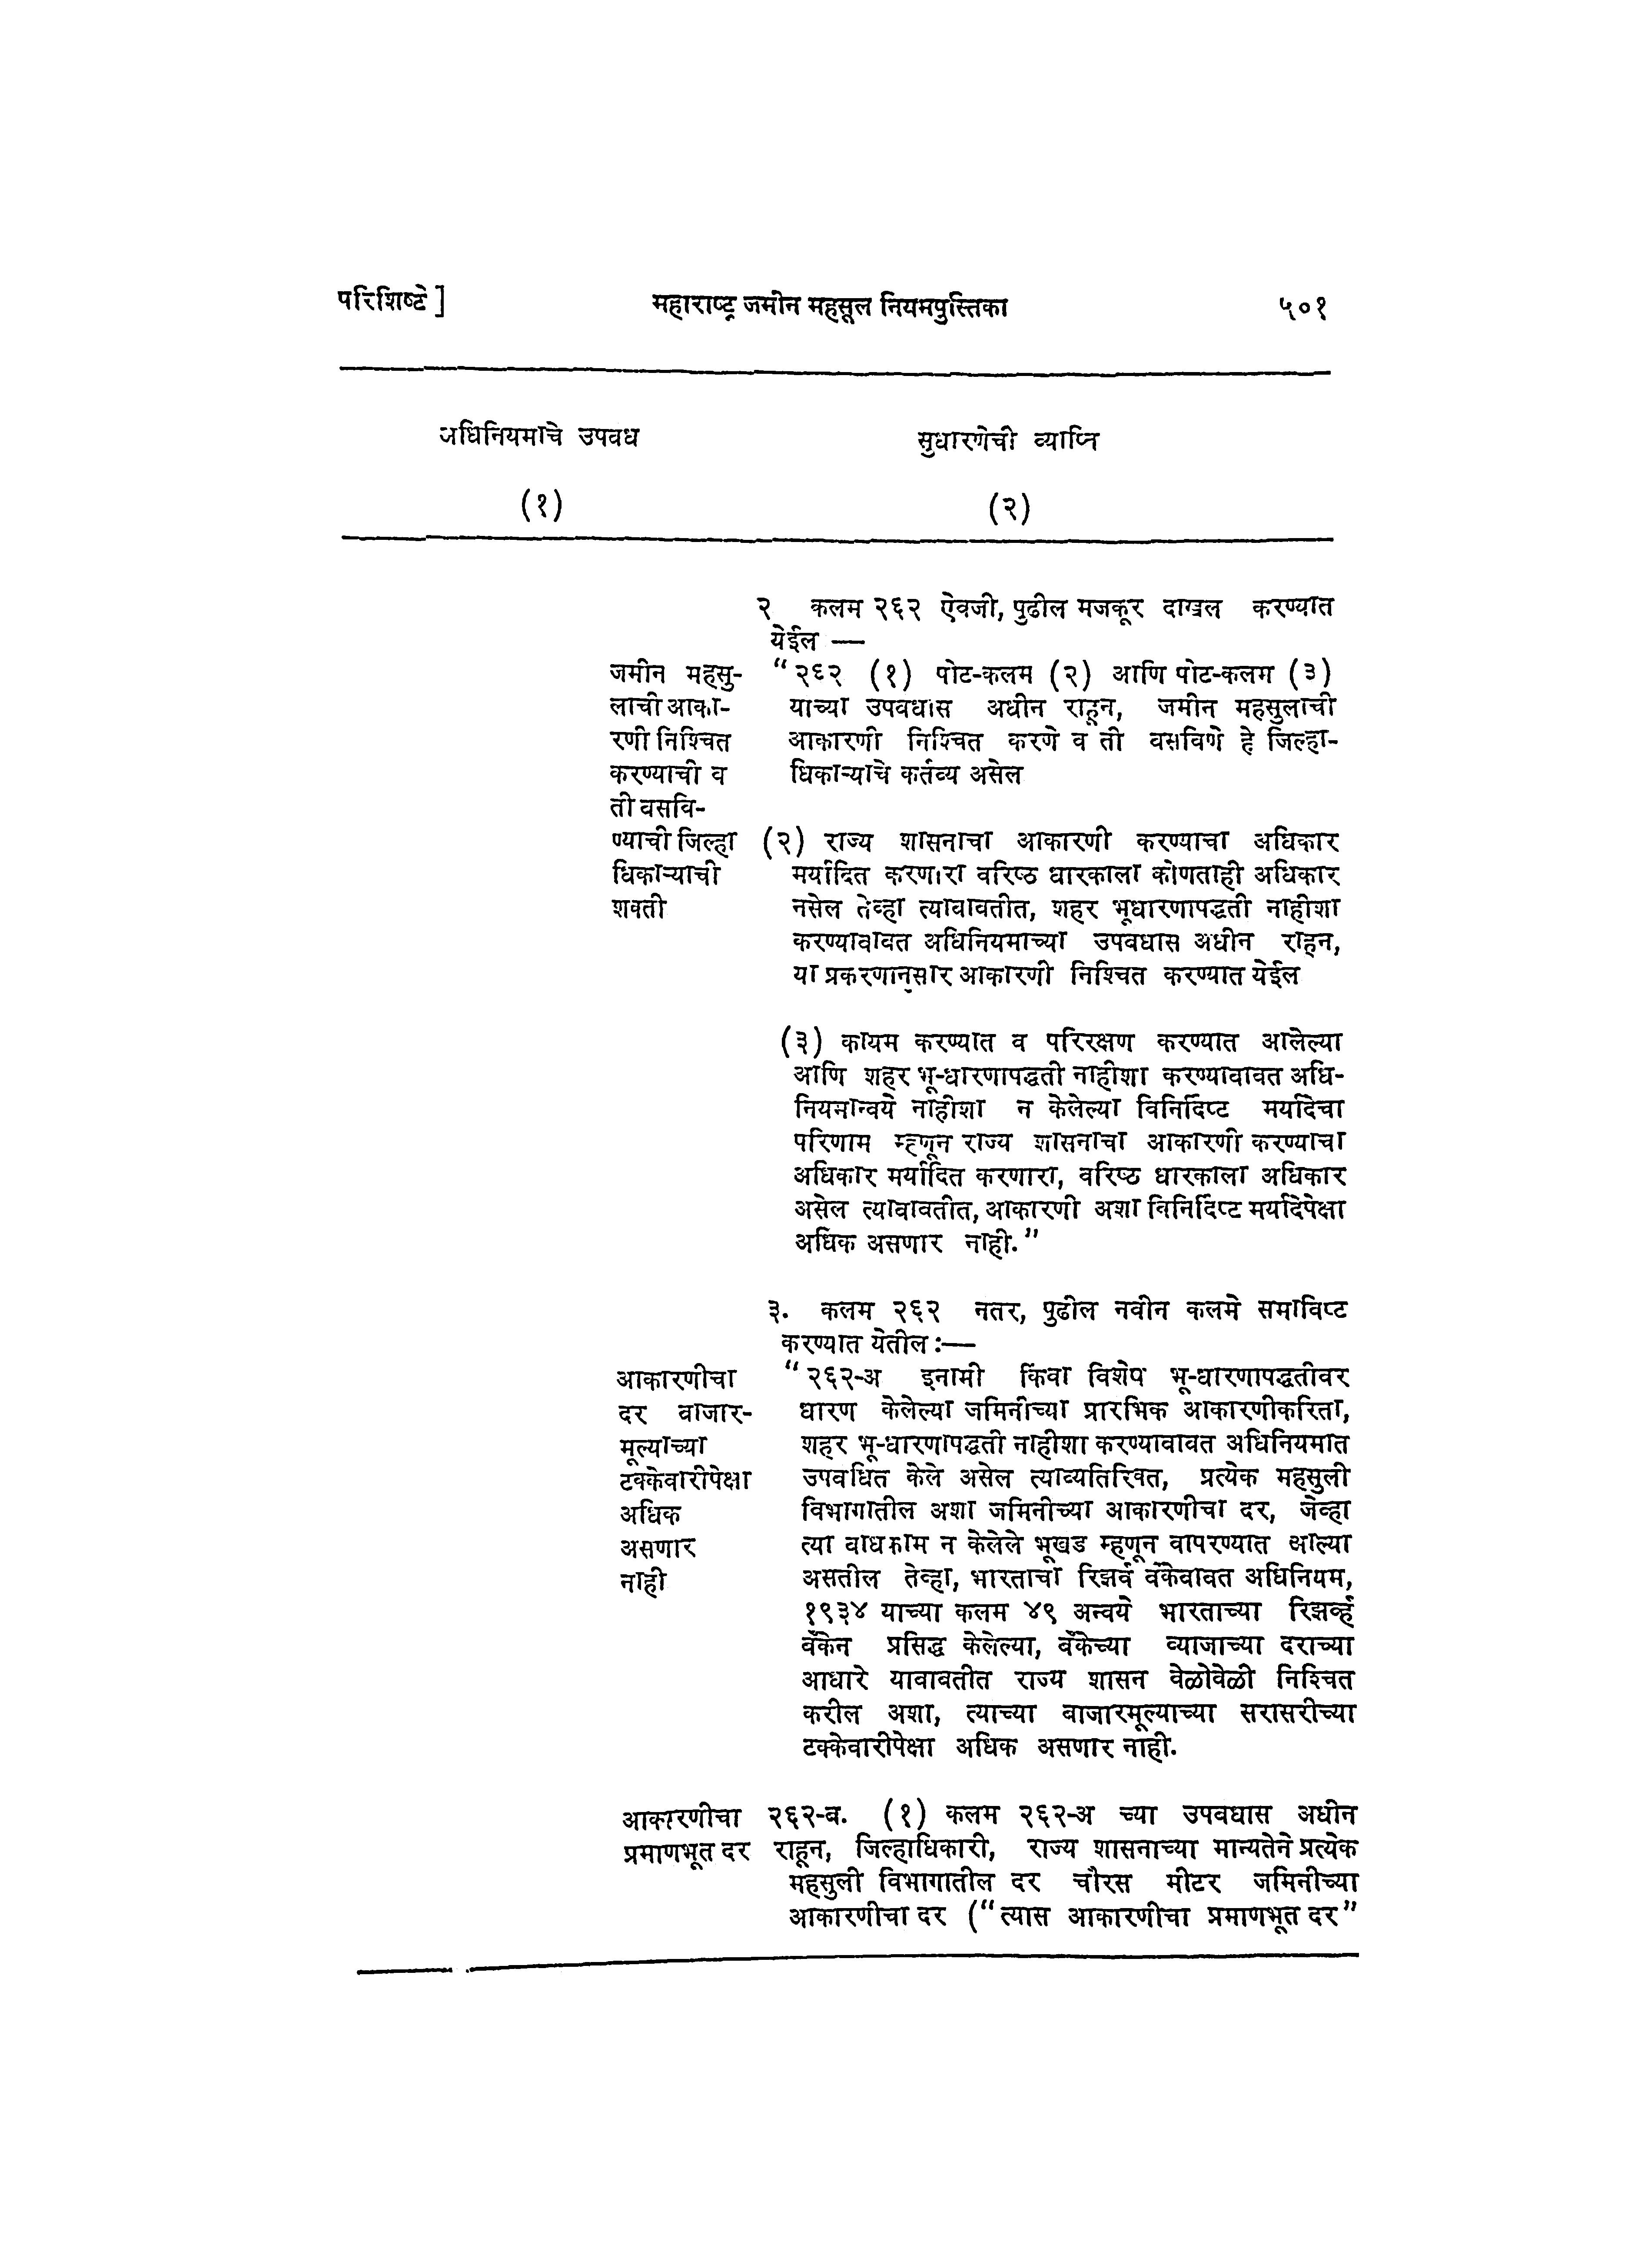 परिशिष्टे] महाराष्ट्र जमीन महसूल नियमपुस्तिका ५०१
अधिनियमाचे उपबध सुधारणेची व्याप्ति
(१) (२)
२ कलम २६२ ऐवजी, पुढील मजकूर दाखल करण्यात
येईल —
जमीन महसु-
लाची आका-
रणी निश्चित
करण्याची व
ती वसवि-
ण्याची जिल्हा
धिकाऱ्याची
शक्ती
“२६२ (१) पोट-कलम (२) आणि पोट-कलम (३)
याच्या उपबधास अधीन राहून, जमीन महसुलाची
आकारणी निश्चित करणे व ती बसविणे हे जिल्हा-
धिकाऱ्याचे कर्तव्य असेल
(२) राज्य शासनाचा आकारणी करण्याचा अधिकार
मर्यादित करणारा वरिष्ठ धारकाला कोणताही अधिकार
नसेल तेव्हा त्याबाबतीत, शहर भूधारणापद्धती नाहीशा
करण्याबाबत अधिनियमाच्या उपबधास अधीन राहून,
या प्रकरणानुसार आकारणी निश्चित करण्यात येईल
(३) कायम करण्यात व परिरक्षण करण्यात आलेल्या
आणि शहर भू-धारणापद्धती नाहीशा करण्याबाबत अधि-
नियमान्वये नाहीशा न केलेल्या विनिर्दिष्ट मर्यादेचा
परिणाम म्हणून राज्य शासनाचा आकारणी करण्याचा
अधिकार मर्यादित करणारा, वरिष्ठ धारकाला अधिकार
असेल त्याबाबतीत, आकारणी अशा विनिर्दिष्ट मर्यादेपेक्षा
अधिक असणार नाही.”
३. कलम २६२ नतर, पुढील नवीन कलमे समाविष्ट
करण्यात येतील :—
आकारणीचा
दर बाजार-
मूल्याच्या
टक्केवारीपेक्षा
अधिक
असणार
नाही
“२६२-अ इनामी किंवा विशेष भू-धारणापद्धतीवर
धारण केलेल्या जमिनीच्या प्रारभिक आकारणीकरिता,
शहर भू-धारणापद्धती नाहीशा करण्याबाबत अधिनियमात
उपबधित केले असेल त्याव्यतिरिक्त, प्रत्येक महसुली
विभागातील अशा जमिनीच्या आकारणीचा दर, जेव्हा
त्या बाधकाम न केलेले भूखड म्हणून वापरण्यात आल्या
असतील तेव्हा, भारताचा रिझर्व बँकेबाबत अधिनियम,
१९३४ याच्या कलम ४९ अन्वये भारताच्या रिझर्व्ह
बँकेन प्रसिद्ध केलेल्या, बँकेच्या व्याजाच्या दराच्या
आधारे याबाबतीत राज्य शासन वेळोवेळी निश्चित
करील अशा, त्याच्या बाजारमूल्याच्या सरासरीच्या
टक्केवारीपेक्षा अधिक असणार नाही.
आकारणीचा
प्रमाणभूत दर
२६२-ब. (१) कलम २६२-अ च्या उपबधास अधीन
राहून, जिल्हाधिकारी, राज्य शासनाच्या मान्यतेने प्रत्येक
महसुली विभागातील दर चौरस मीटर जमिनीच्या
आकारणीचा दर (“त्यास आकारणीचा प्रमाणभूत दर”